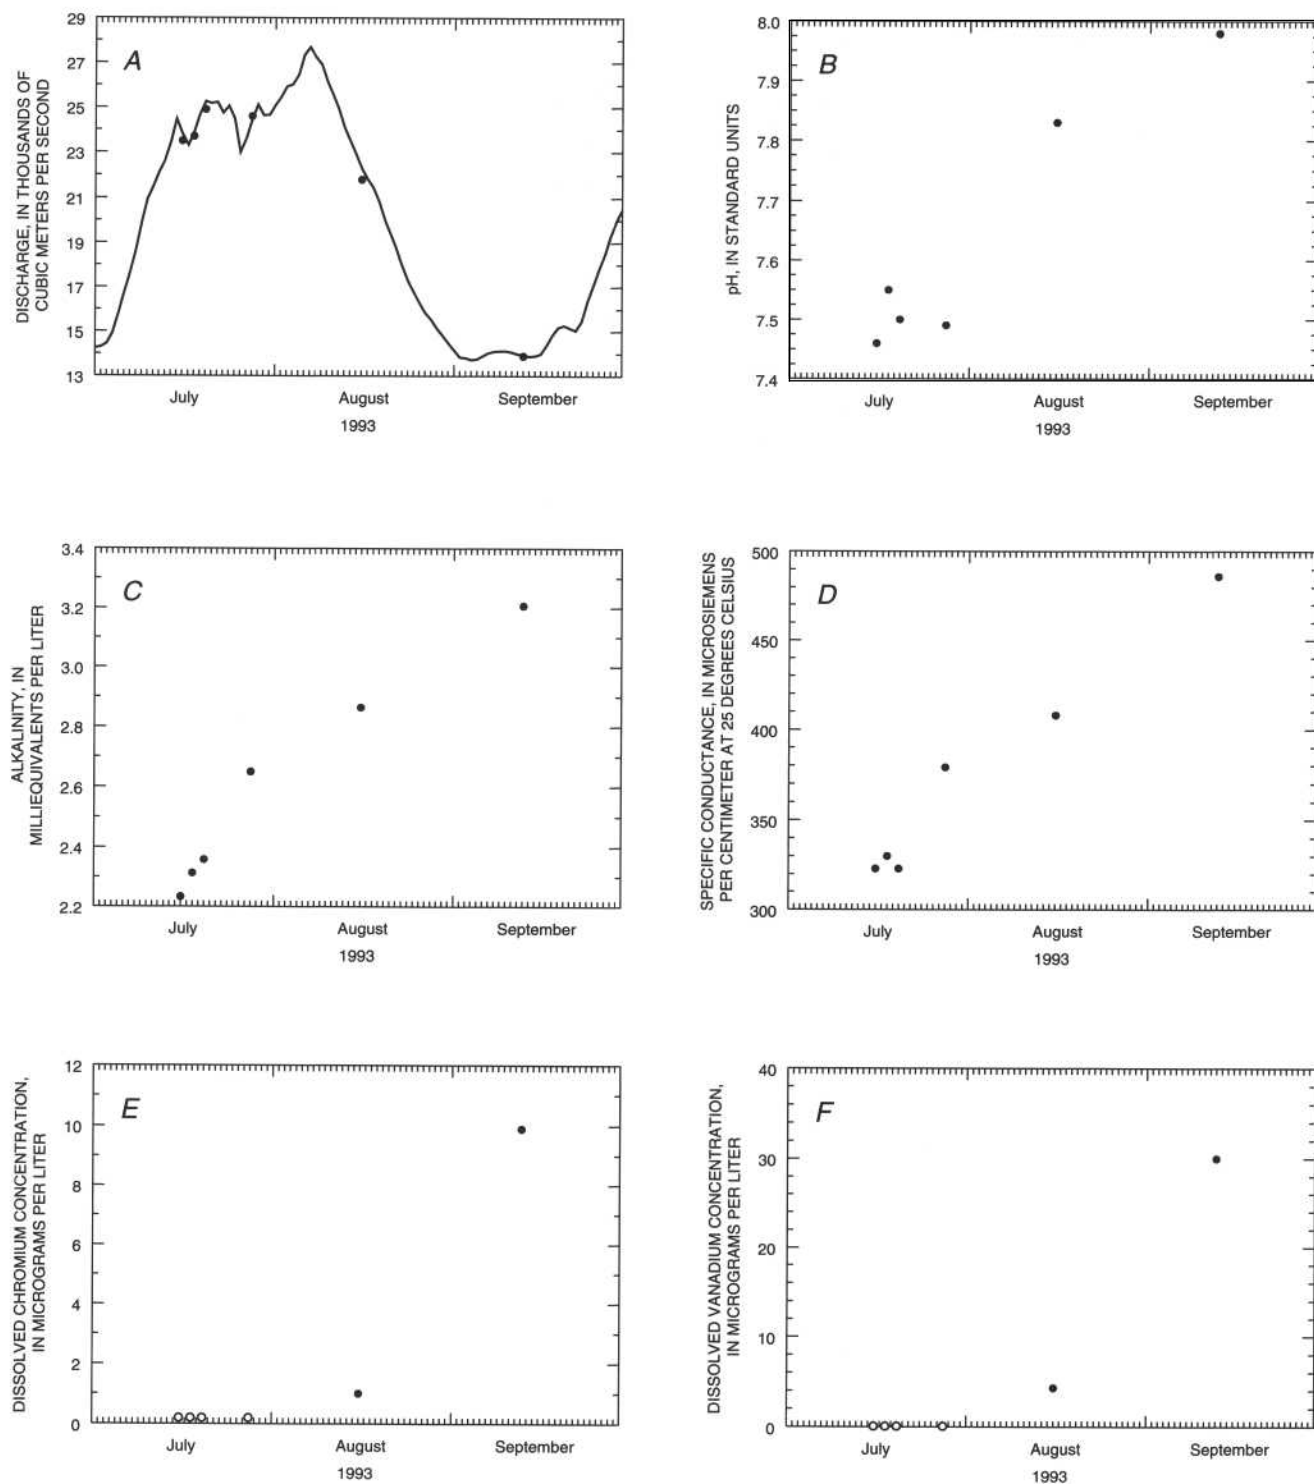 A
DISCHARGE, IN THOUSANDS OF
CUBIC METERS PER SECOND
29
27
25
23
21
19
17
15
13
July August September
1993
B
pH, IN STANDARD UNITS
8.0
7.9
7.8
7.7
7.6
7.5
7.4
July August September
1993
C
ALKALINITY, IN
MILLIEQUIVALENTS PER LITER
3.4
3.2
3.0
2.8
2.6
2.4
2.2
July August September
1993
D
SPECIFIC CONDUCTANCE, IN MICROSIEMENS
PER CENTIMETER AT 25 DEGREES CELSIUS
500
450
400
350
300
July August September
1993
E
DISSOLVED CHROMIUM CONCENTRATION,
IN MICROGRAMS PER LITER
12
10
8
6
4
2
0
July August September
1993
F
DISSOLVED VANADIUM CONCENTRATION,
IN MICROGRAMS PER LITER
40
30
20
10
0
July August September
1993